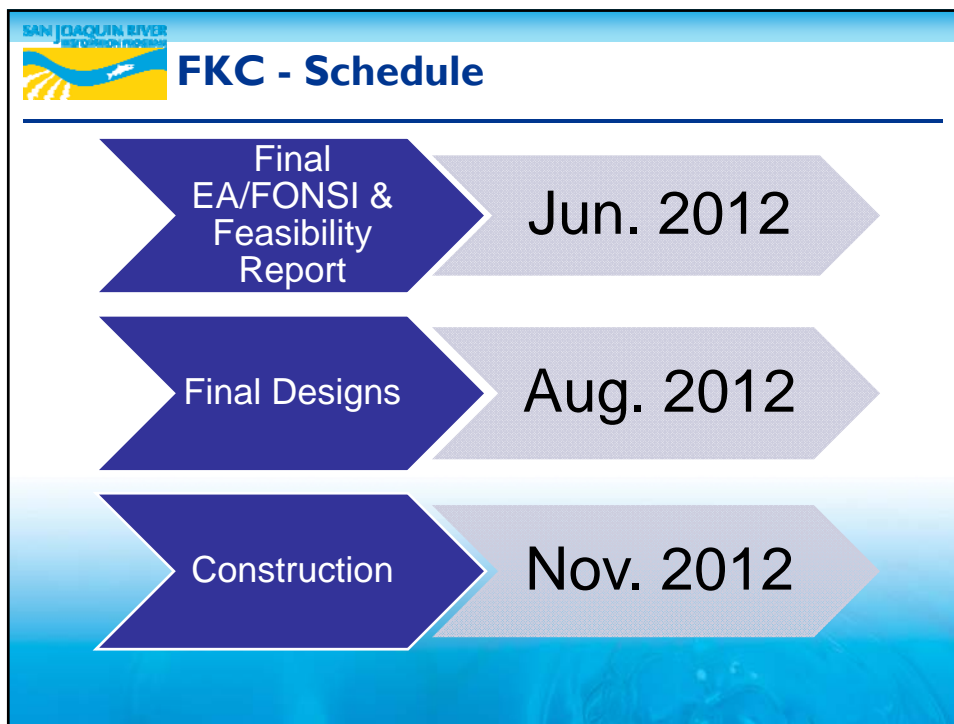 SAN JOAQUIN RIVER
RESTORATION PROGRAM
FKC - Schedule
Final
EA/FONSI &
Feasibility
Report
Jun. 2012
Final Designs
Aug. 2012
Construction
Nov. 2012